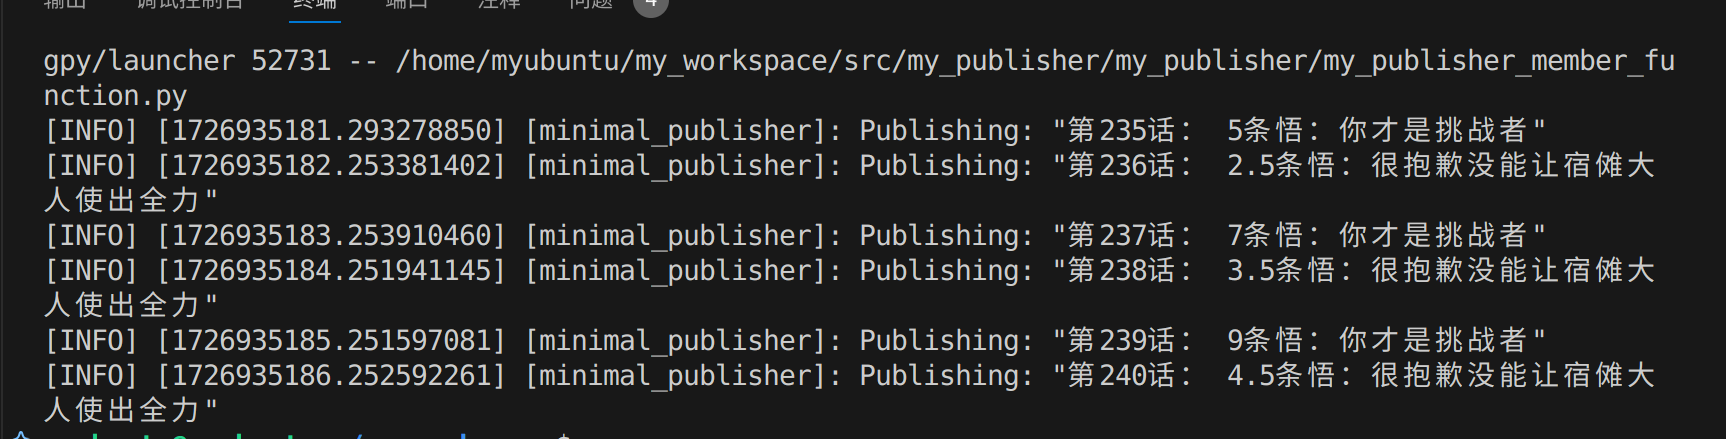 输出 调试控制台 终端 端口 注释 问题 4
gpy/launcher 52731 -- /home/myubuntu/my_workspace/src/my_publisher/my_publisher/my_publisher_member_fu
nction.py
[INFO] [1726935181.293278850] [minimal_publisher]: Publishing: "第235话： 5条悟：你才是挑战者"
[INFO] [1726935182.253381402] [minimal_publisher]: Publishing: "第236话： 2.5条悟：很抱歉没能让宿傩大
人使出全力"
[INFO] [1726935183.253910460] [minimal_publisher]: Publishing: "第237话： 7条悟：你才是挑战者"
[INFO] [1726935184.251941145] [minimal_publisher]: Publishing: "第238话： 3.5条悟：很抱歉没能让宿傩大
人使出全力"
[INFO] [1726935185.251597081] [minimal_publisher]: Publishing: "第239话： 9条悟：你才是挑战者"
[INFO] [1726935186.252592261] [minimal_publisher]: Publishing: "第240话： 4.5条悟：很抱歉没能让宿傩大
人使出全力"